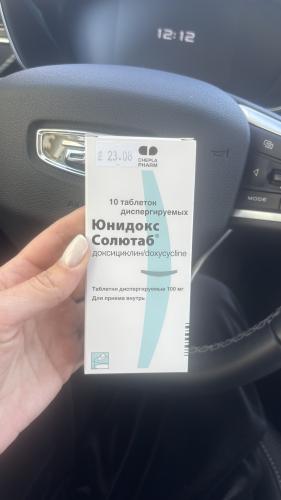 12:12
23.08
CHEPLA
PHARM
10 таблеток
диспергируемых
Юнидокс
Солютаб®
доксициклин/doxycycline
Таблетки диспергируемые 100 мг
Для приема внутрь
MODE